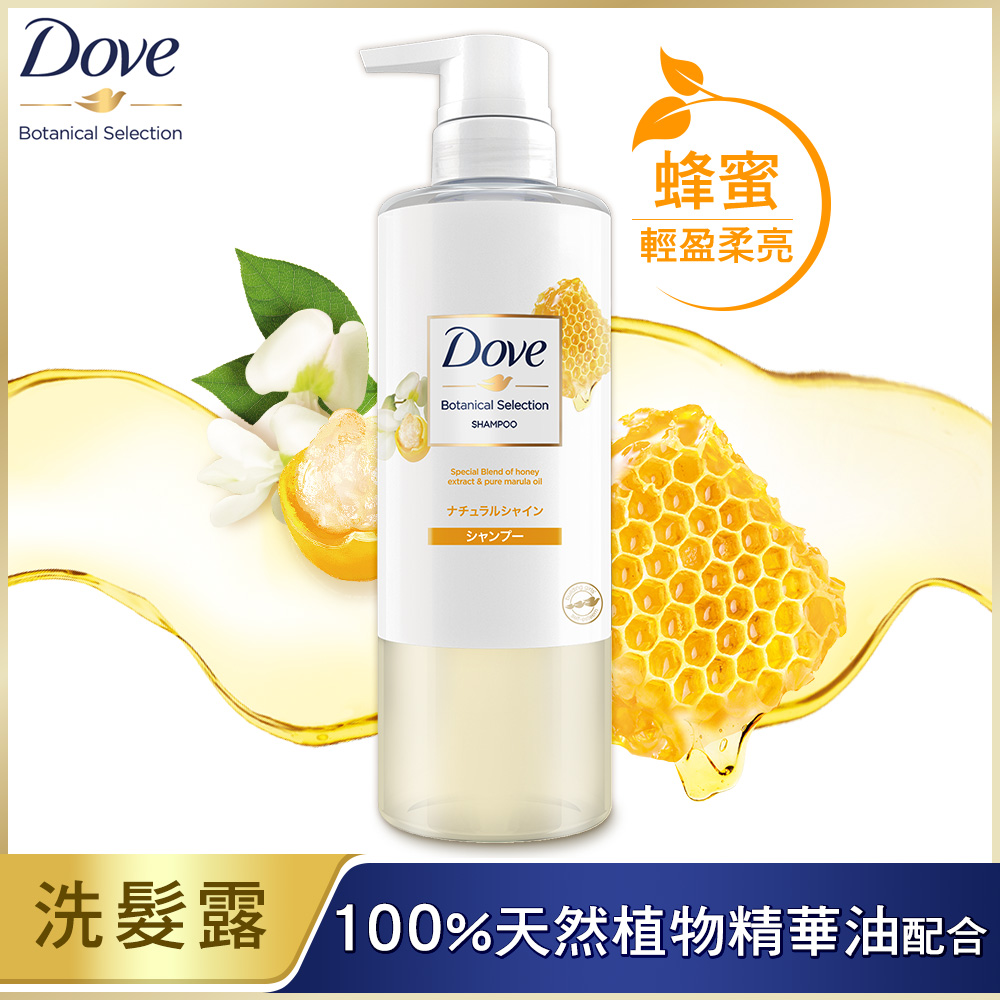 Dove
Botanical Selection
蜂蜜
輕盈柔亮
Dove
Botanical Selection
SHAMPOO
Special Blend of honey
extract & pure marula oil
ナチュラルシャイン
シャンプー
洗髮露
100%天然植物精華油配合